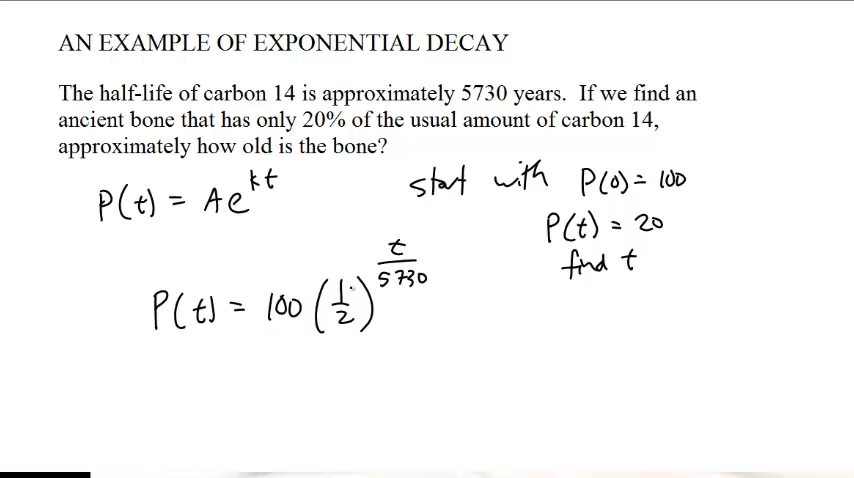 AN EXAMPLE OF EXPONENTIAL DECAY
The half-life of carbon 14 is approximately 5730 years. If we find an
ancient bone that has only 20% of the usual amount of carbon 14,
approximately how old is the bone?
P(t) = Ae^{kt}
start with P(0) = 100
P(t) = 20
find t
P(t) = 100 (1/2)^{t/5730}